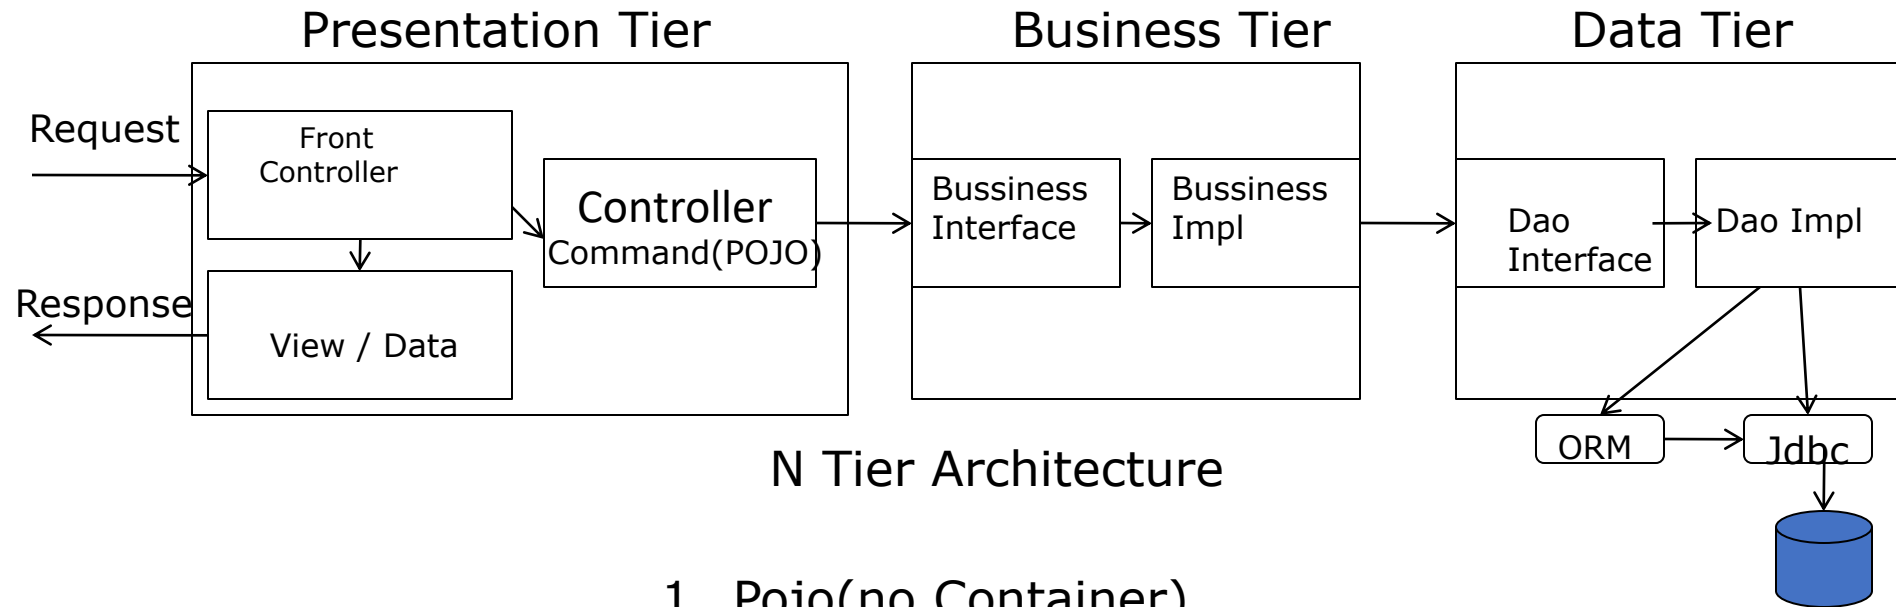 Presentation Tier
Business Tier
Data Tier
Request
Front
Controller
Controller
Command(POJO)
Response
View / Data
Bussiness
Interface
Bussiness
Impl
Dao
Interface
Dao Impl
ORM
Jdbc
N Tier Architecture
1 Pojo(no Container)